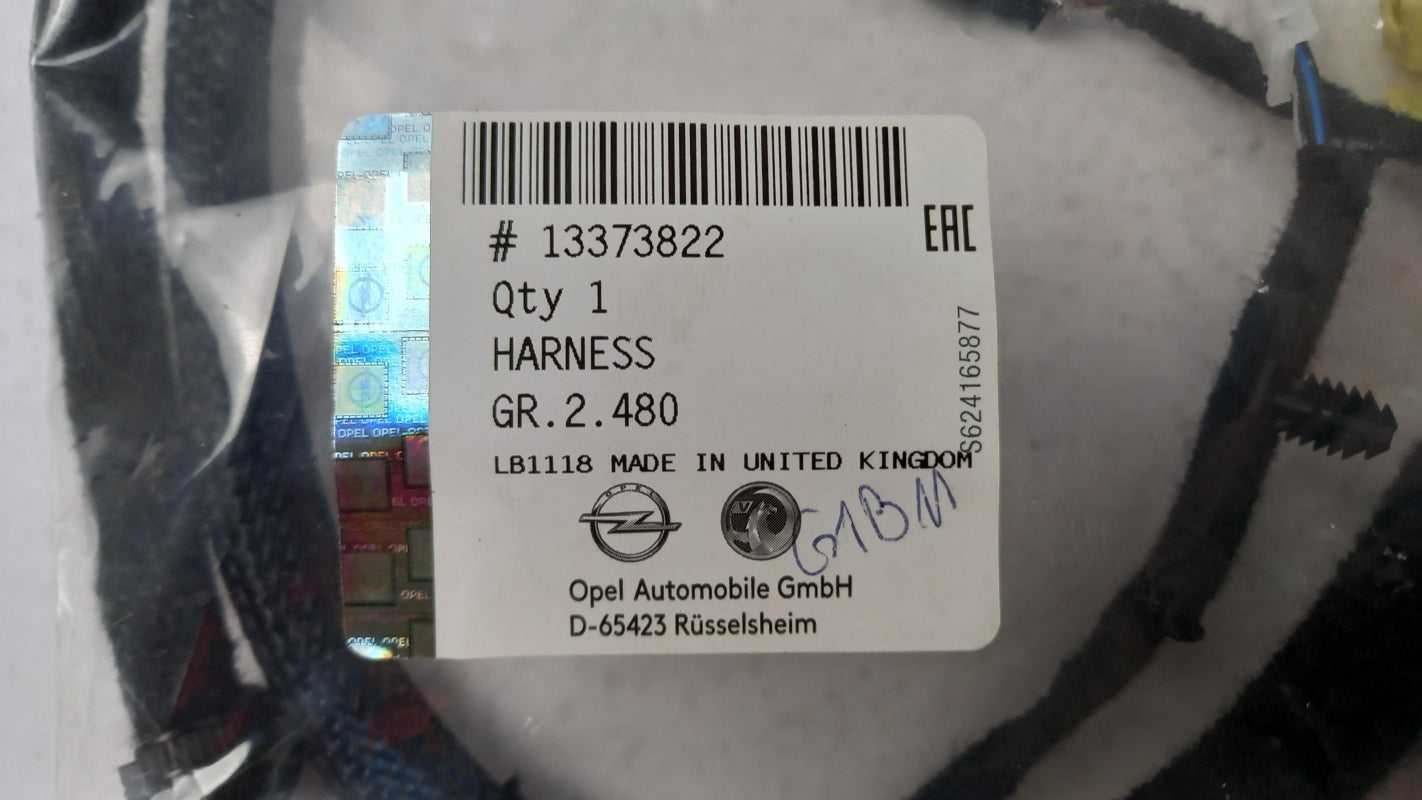 # 13373822
EAC
Qty 1
HARNESS
GR.2.480
S624165877
LB1118 MADE IN UNITED KINGDOM
OPEL
G1BM
Opel Automobile GmbH
D-65423 Rüsselsheim